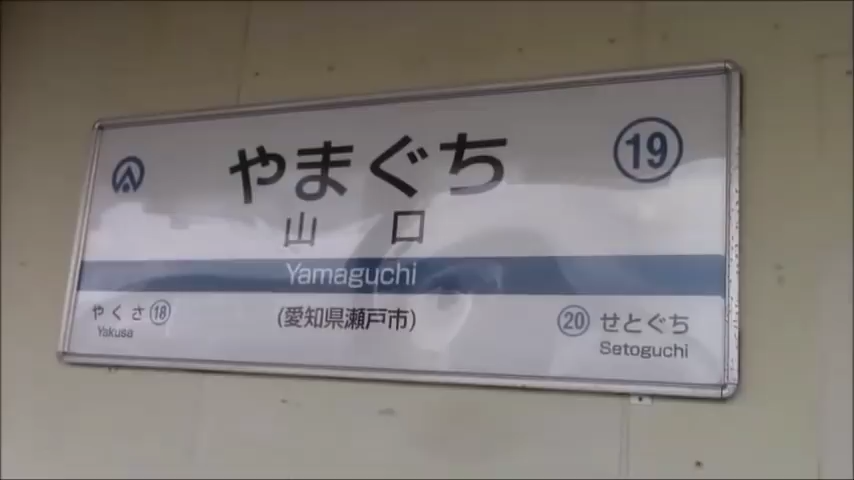 やまぐち
19
山口
Yamaguchi
やくさ 18
Yakusa
(愛知県瀬戸市)
20 せとぐち
Setoguchi